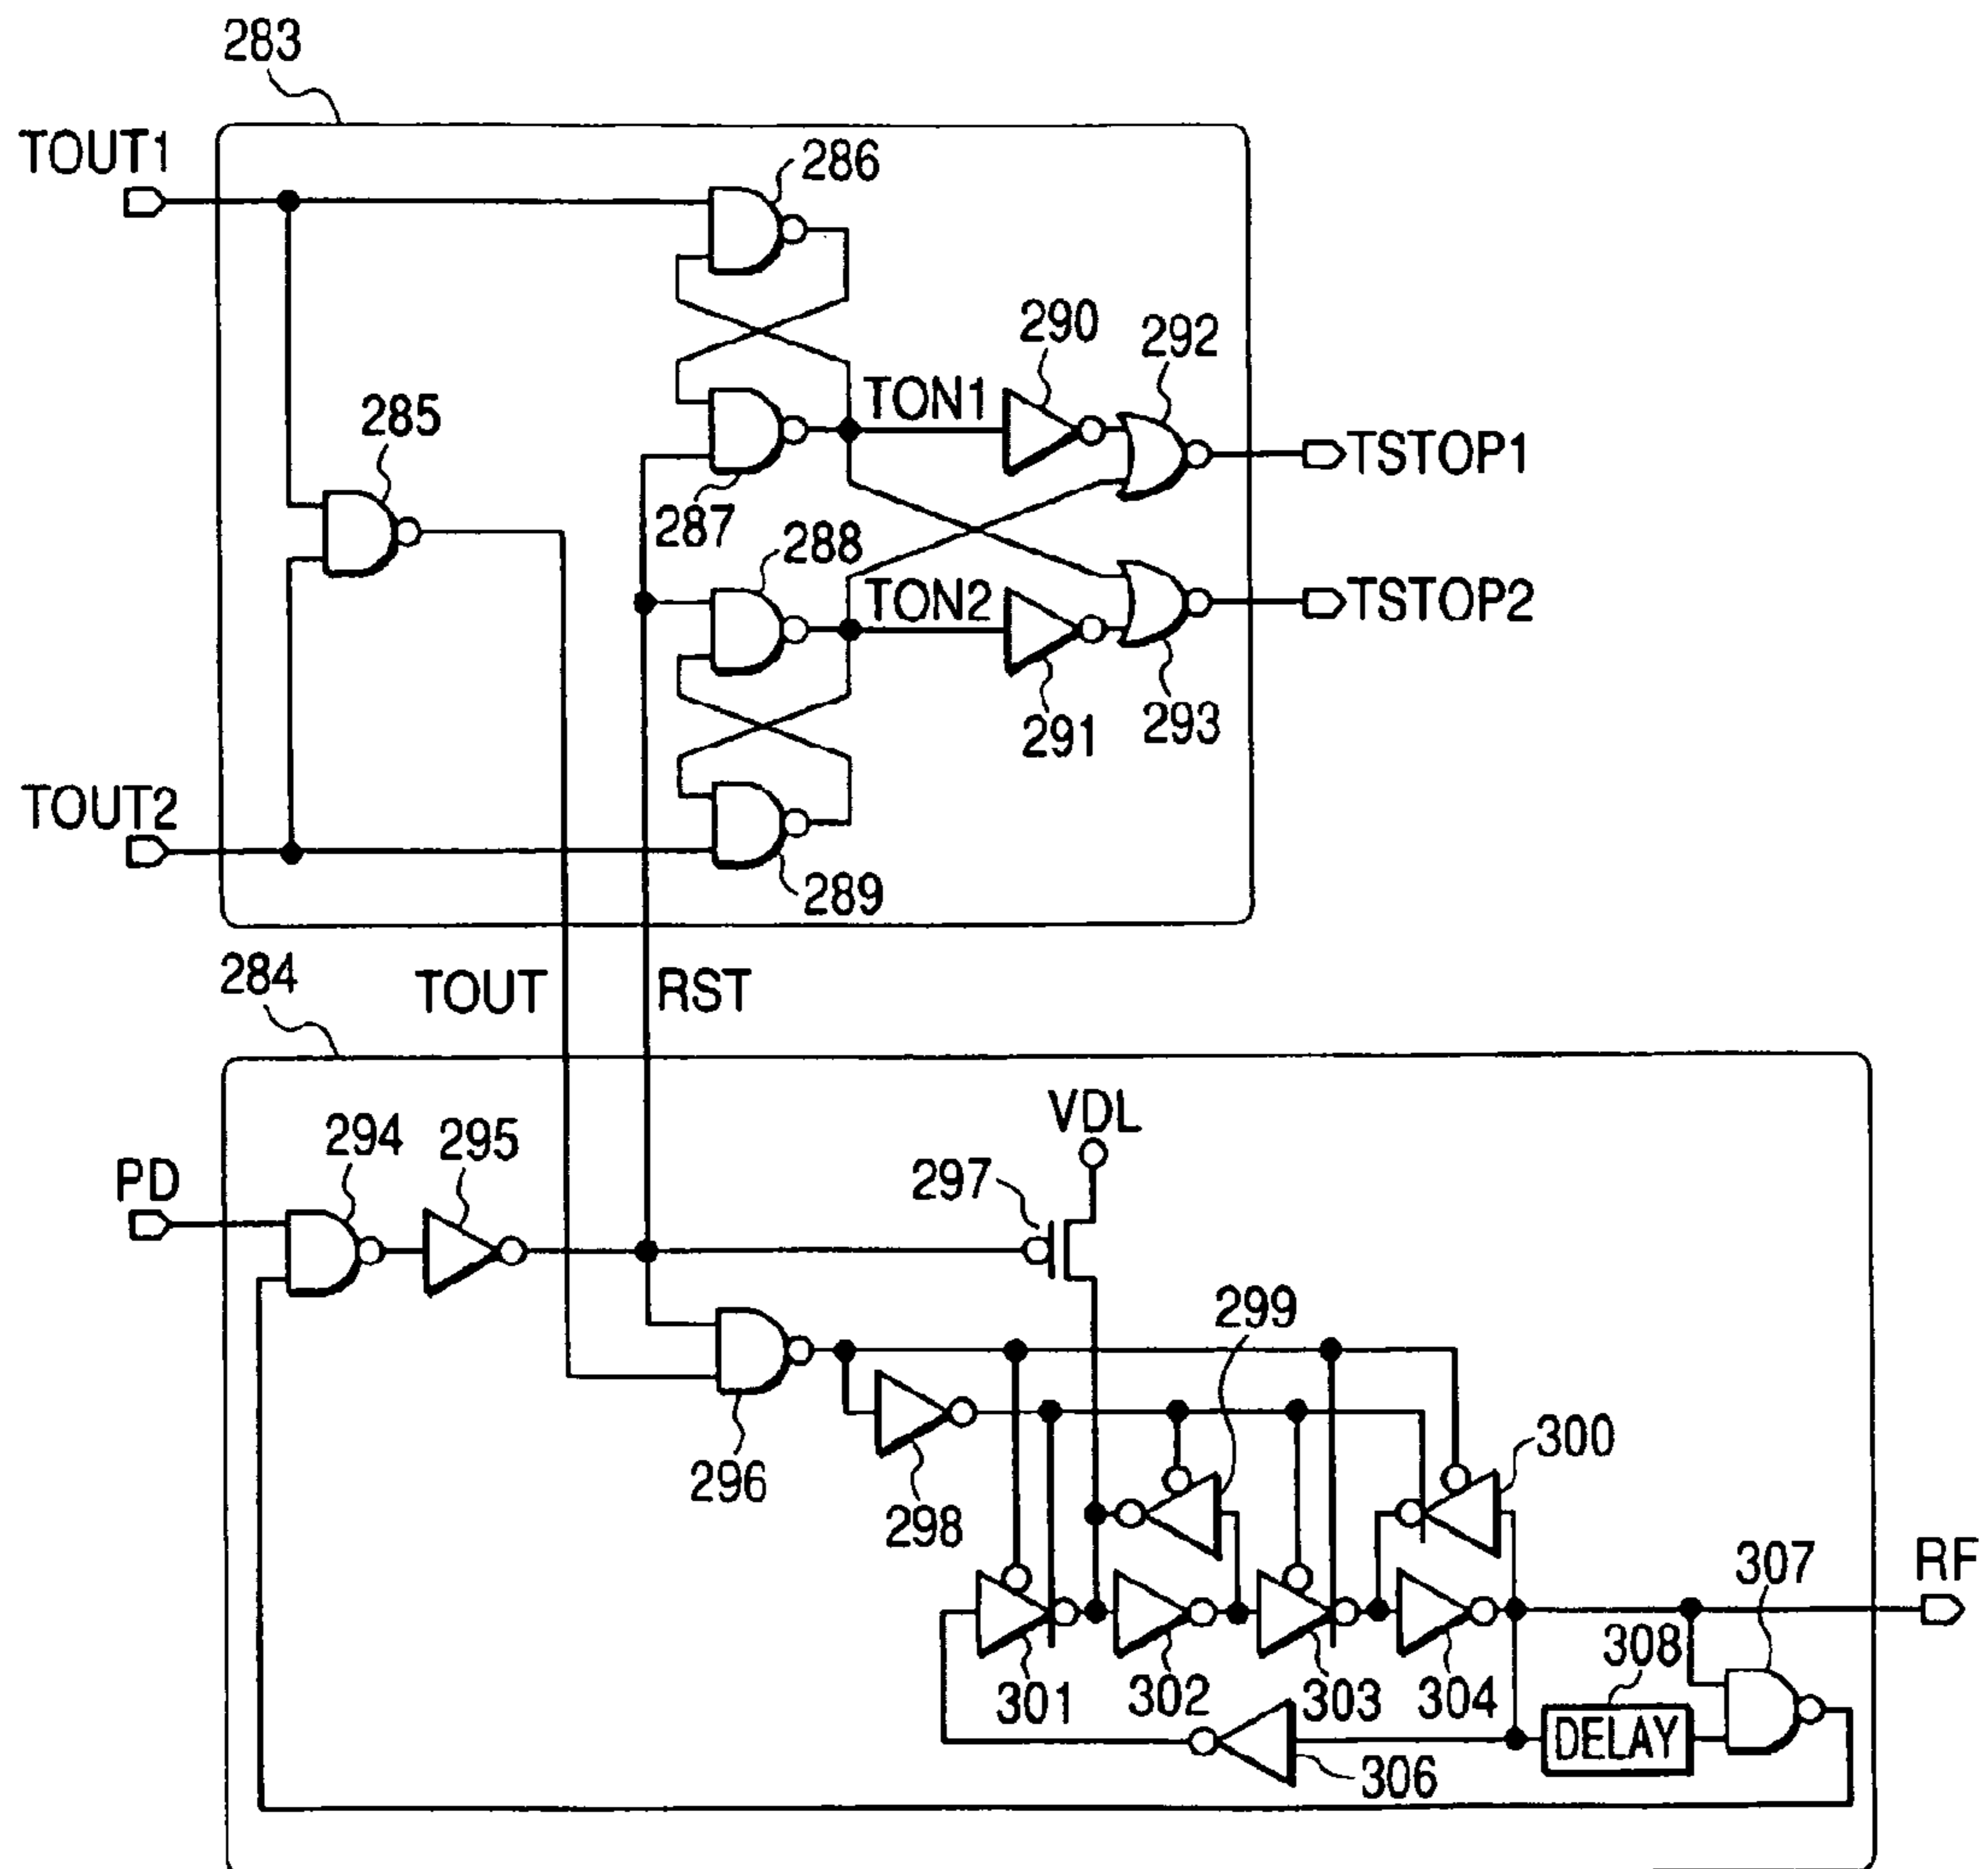 283
TOUT1
286
290
292
TON1
285
TSTOP1
287
288
TON2
TSTOP2
291
293
TOUT2
289
284
TOUT
RST
VDL
PD
294
295
297
299
296
298
300
RF
307
308
301
302
303
304
DELAY
306